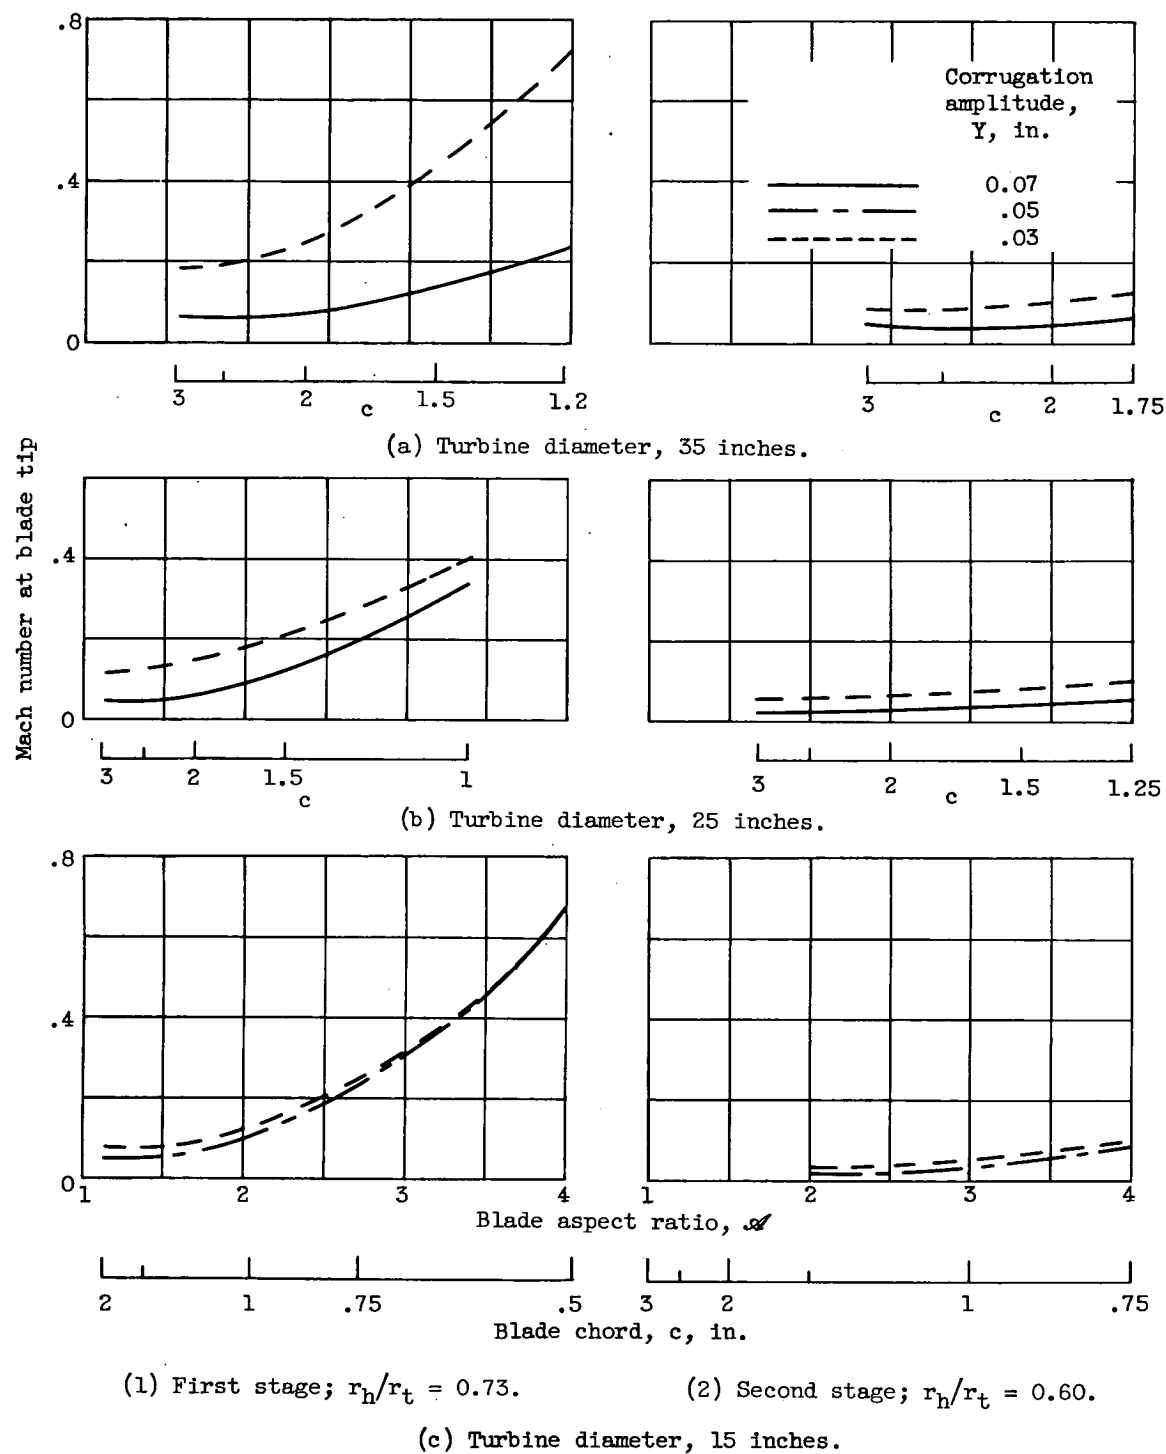 .8
.4
0
Corrugation
amplitude,
Y, in.
0.07
.05
.03
3 2 1.5 1.2
c
3 2 1.75
c
(a) Turbine diameter, 35 inches.
Mach number at blade tip
.4
0
3 2 1.5 1
c
3 2 1.5 1.25
c
(b) Turbine diameter, 25 inches.
.8
.4
0
1 2 3 4
1 2 3 4
Blade aspect ratio, 𝒜
2 1 .75 .5
3 2 1 .75
Blade chord, c, in.
(1) First stage; rh/rt = 0.73.
(2) Second stage; rh/rt = 0.60.
(c) Turbine diameter, 15 inches.